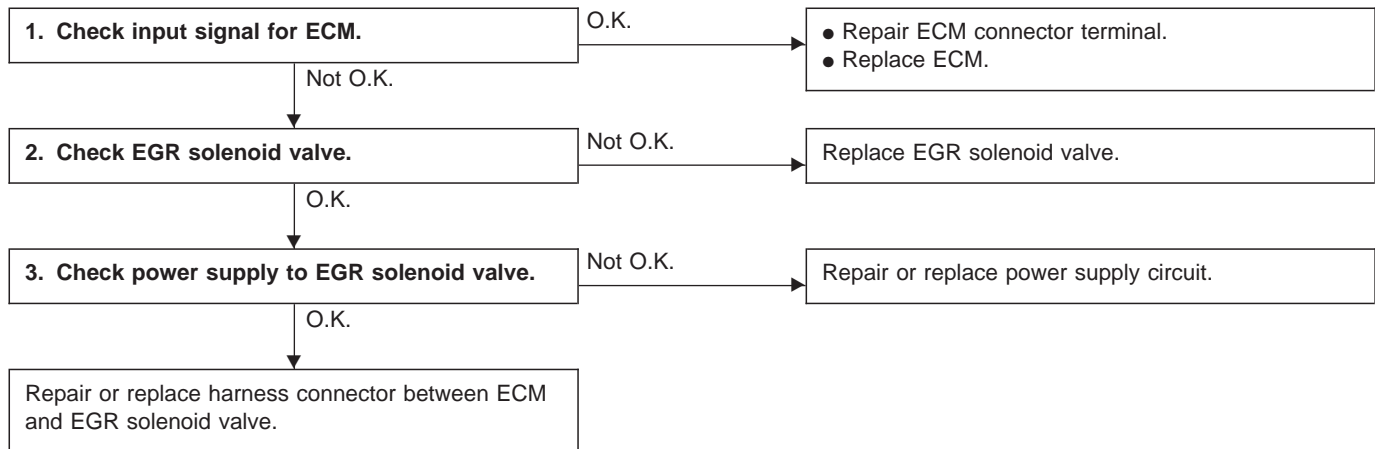 1. Check input signal for ECM.
O.K.
● Repair ECM connector terminal.
● Replace ECM.
Not O.K.
2. Check EGR solenoid valve.
Not O.K.
Replace EGR solenoid valve.
O.K.
3. Check power supply to EGR solenoid valve.
Not O.K.
Repair or replace power supply circuit.
O.K.
Repair or replace harness connector between ECM
and EGR solenoid valve.